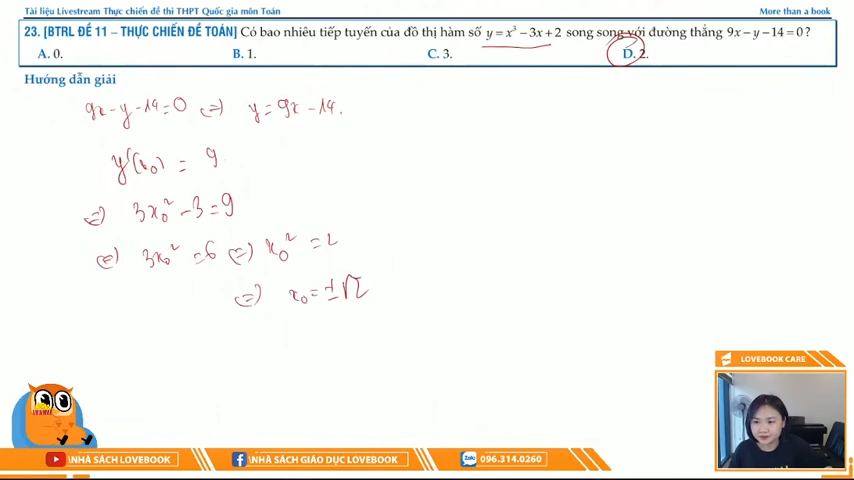 Tài liệu Livestream Thực chiến đề thi THPT Quốc gia môn Toán
More than a book
23. [BTRL ĐỀ 11 – THỰC CHIẾN ĐỀ TOÁN] Có bao nhiêu tiếp tuyến của đồ thị hàm số y = x³ − 3x + 2 song song với đường thẳng 9x − y − 14 = 0?
A. 0. B. 1. C. 3. D. 2.
Hướng dẫn giải
9x − y − 14 = 0 ⇔ y = 9x − 14.
y'(x₀) = 9
⇔ 3x₀² − 3 = 9
⇔ 3x₀² = 6 ⇔ x₀² = 2
⇔ x₀ = ±√2
LOVEBOOK CARE
NHÀ SÁCH LOVEBOOK
NHÀ SÁCH GIÁO DỤC LOVEBOOK
Zalo
096.314.0260